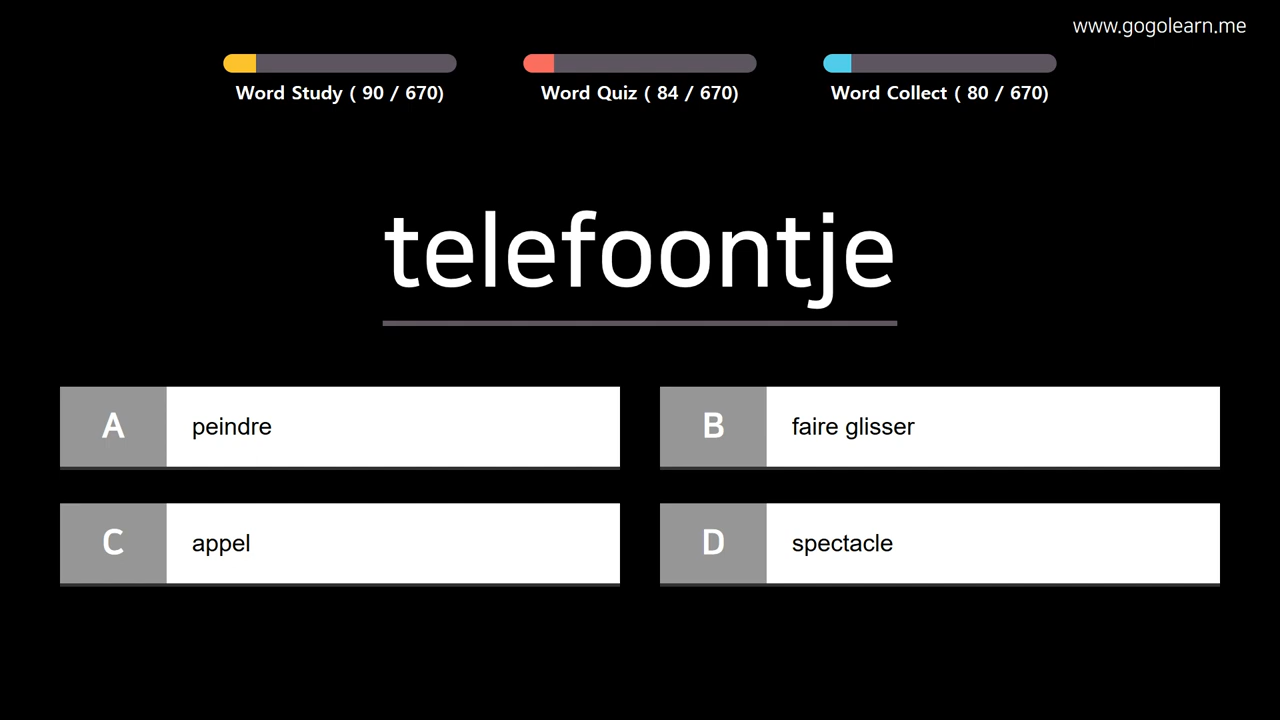 www.gogolearn.me
Word Study ( 90 / 670)
Word Quiz ( 84 / 670)
Word Collect ( 80 / 670)
telefoontje
A peindre
B faire glisser
C appel
D spectacle